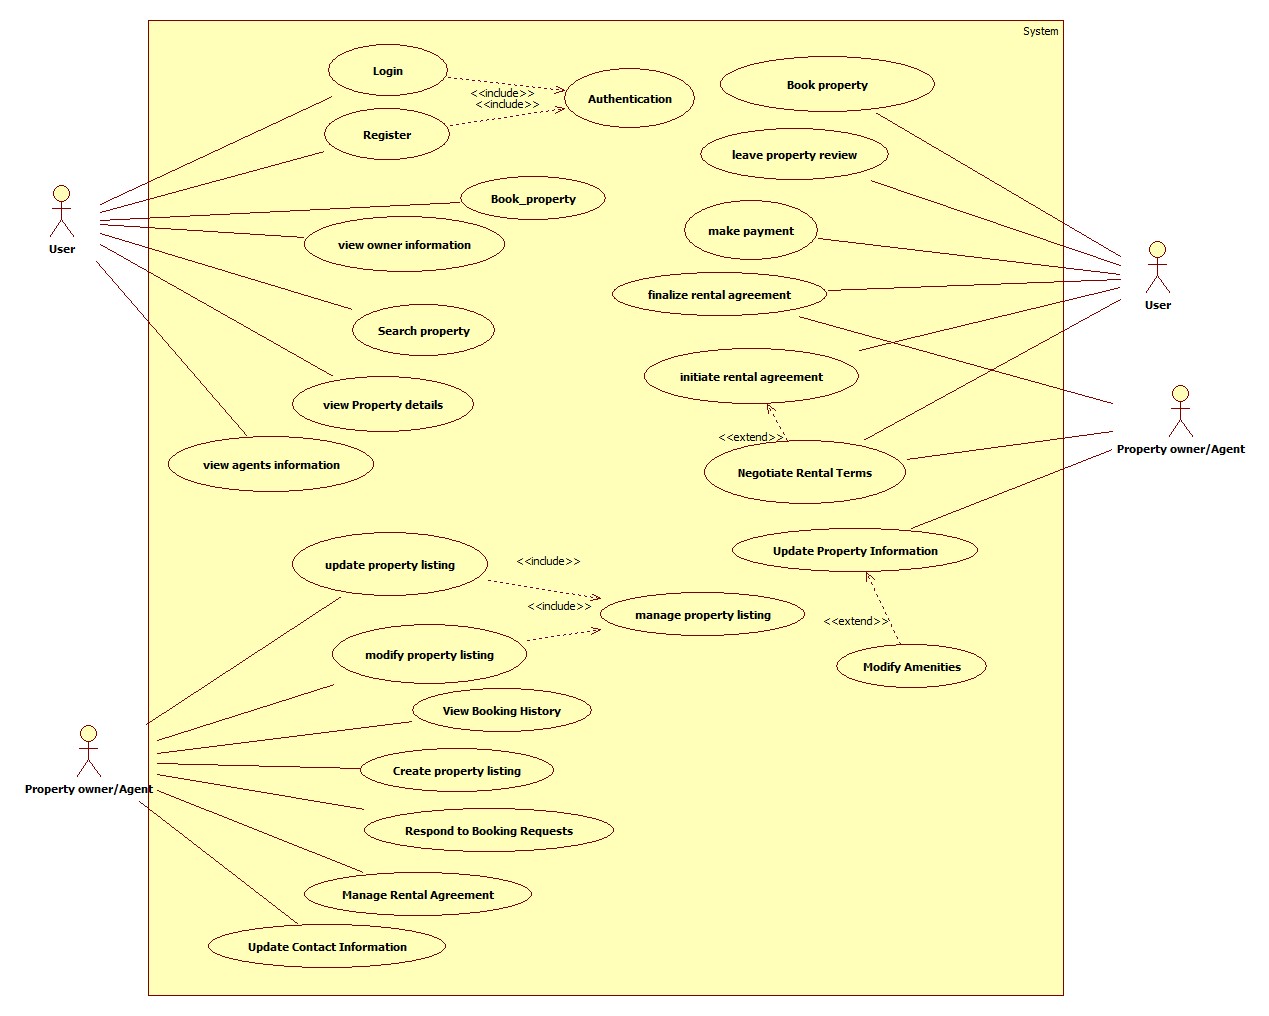 System
Login
<<include>>
<<include>>
Authentication
Book property
Register
leave property review
User
Book_property
view owner information
make payment
finalize rental agreement
User
Search property
initiate rental agreement
view Property details
<<extend>>
Property owner/Agent
view agents information
Negotiate Rental Terms
Update Property Information
update property listing
<<include>>
<<include>>
manage property listing
<<extend>>
modify property listing
Modify Amenities
View Booking History
Create property listing
Property owner/Agent
Respond to Booking Requests
Manage Rental Agreement
Update Contact Information